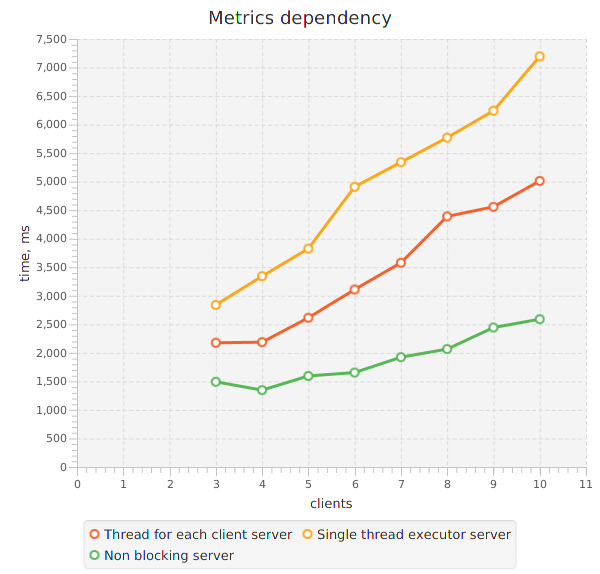 Metrics dependency
7,500
7,000
6,500
6,000
5,500
5,000
4,500
4,000
3,500
3,000
2,500
2,000
1,500
1,000
500
0
time, ms
0 1 2 3 4 5 6 7 8 9 10 11
clients
Thread for each client server Single thread executor server
Non blocking server